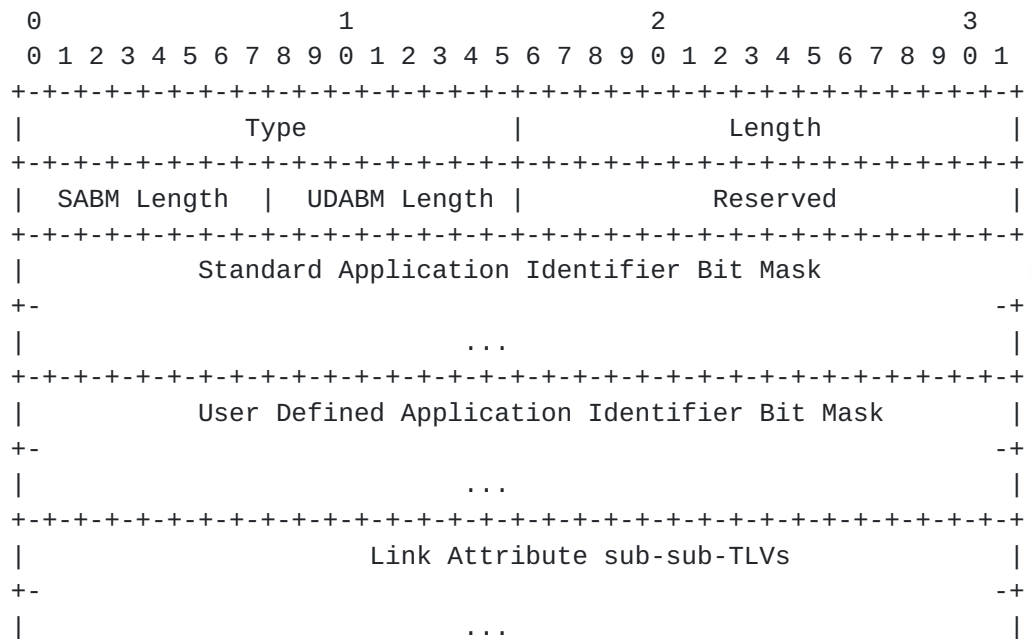 0                   1                   2                   3
 0 1 2 3 4 5 6 7 8 9 0 1 2 3 4 5 6 7 8 9 0 1 2 3 4 5 6 7 8 9 0 1
+-+-+-+-+-+-+-+-+-+-+-+-+-+-+-+-+-+-+-+-+-+-+-+-+-+-+-+-+-+-+-+-+
|              Type             |             Length            |
+-+-+-+-+-+-+-+-+-+-+-+-+-+-+-+-+-+-+-+-+-+-+-+-+-+-+-+-+-+-+-+-+
|  SABM Length  |  UDABM Length |            Reserved           |
+-+-+-+-+-+-+-+-+-+-+-+-+-+-+-+-+-+-+-+-+-+-+-+-+-+-+-+-+-+-+-+-+
|           Standard Application Identifier Bit Mask
+-                                                             -+
|                            ...                                |
+-+-+-+-+-+-+-+-+-+-+-+-+-+-+-+-+-+-+-+-+-+-+-+-+-+-+-+-+-+-+-+-+
|           User Defined Application Identifier Bit Mask        |
+-                                                             -+
|                            ...                                |
+-+-+-+-+-+-+-+-+-+-+-+-+-+-+-+-+-+-+-+-+-+-+-+-+-+-+-+-+-+-+-+-+
|                      Link Attribute sub-sub-TLVs              |
+-                                                             -+
|                            ...                                |